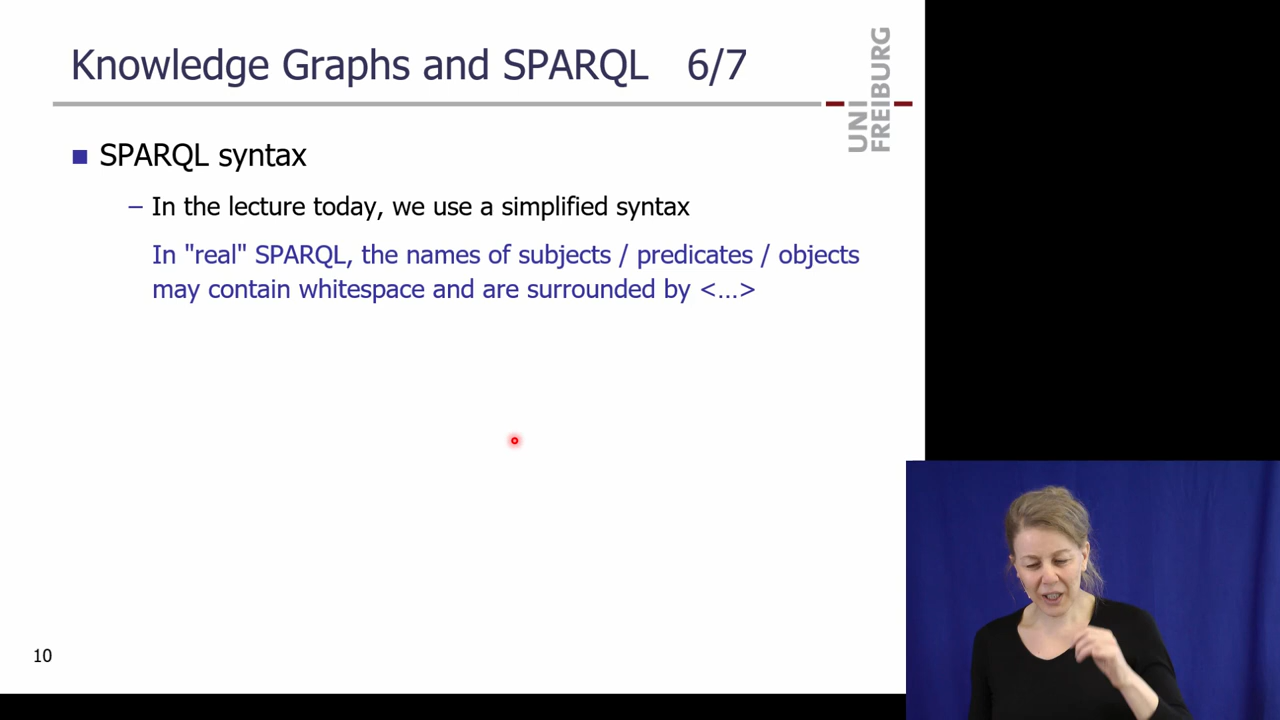 Knowledge Graphs and SPARQL 6/7
UNI
FREIBURG
■ SPARQL syntax
– In the lecture today, we use a simplified syntax
In "real" SPARQL, the names of subjects / predicates / objects
may contain whitespace and are surrounded by <…>
10